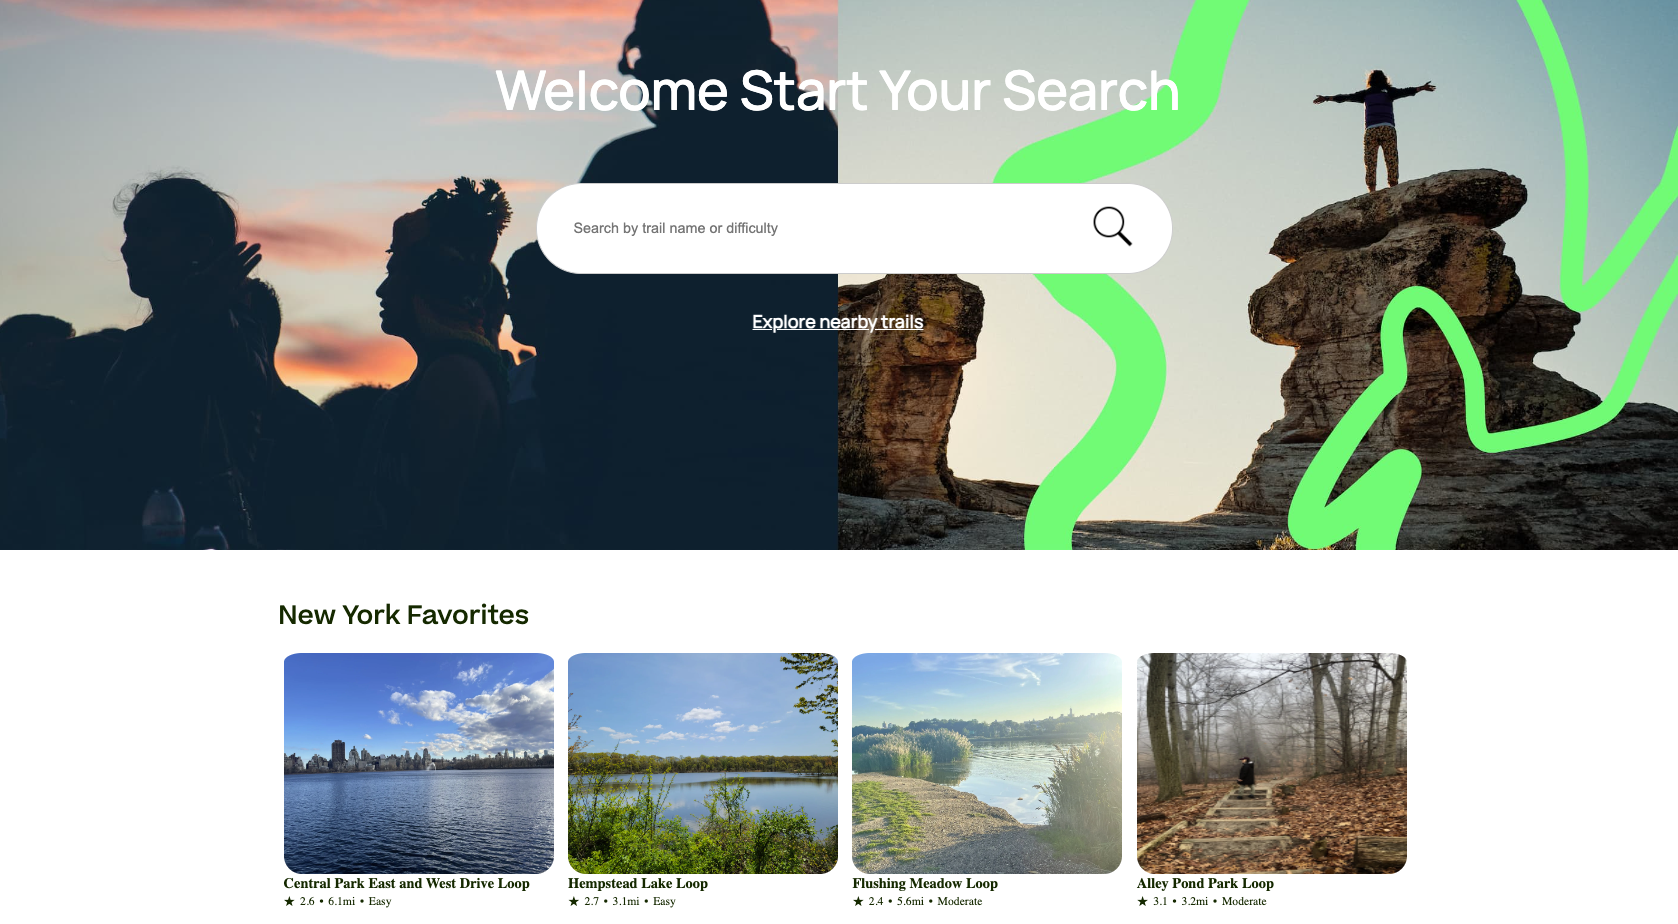 Welcome Start Your Search
Search by trail name or difficulty
Explore nearby trails
New York Favorites
Central Park East and West Drive Loop
★ 2.6 • 6.1mi • Easy
Hempstead Lake Loop
★ 2.7 • 3.1mi • Easy
Flushing Meadow Loop
★ 2.4 • 5.6mi • Moderate
Alley Pond Park Loop
★ 3.1 • 3.2mi • Moderate